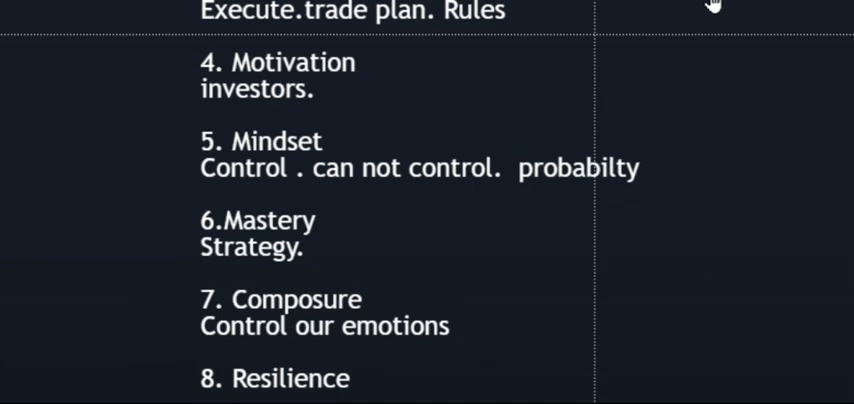 Execute.trade plan. Rules
4. Motivation
investors.
5. Mindset
Control . can not control.  probabilty
6.Mastery
Strategy.
7. Composure
Control our emotions
8. Resilience